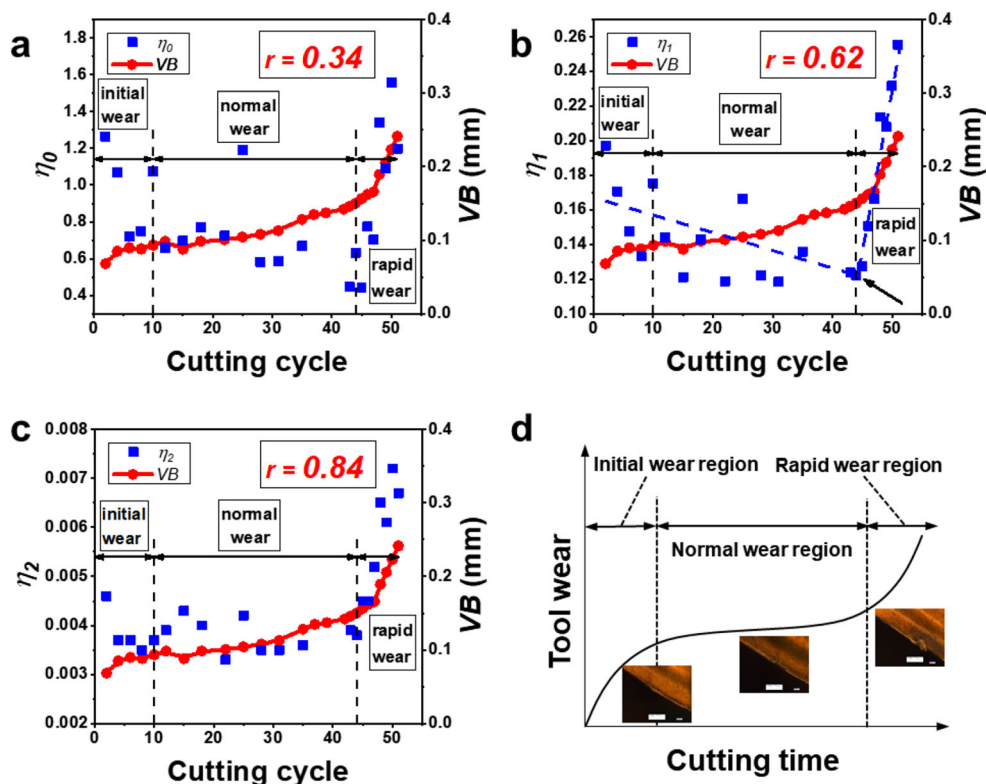 a
η0
VB
r = 0.34
initial
wear
normal
wear
rapid
wear
1.8
1.6
1.4
1.2
1.0
0.8
0.6
0.4
0.4
0.3
0.2
0.1
0.0
0 10 20 30 40 50
η0
VB (mm)
Cutting cycle
b
η1
VB
r = 0.62
initial
wear
normal
wear
rapid
wear
0.26
0.24
0.22
0.20
0.18
0.16
0.14
0.12
0.10
0.4
0.3
0.2
0.1
0.0
0 10 20 30 40 50
η1
VB (mm)
Cutting cycle
c
η2
VB
r = 0.84
initial
wear
normal
wear
rapid
wear
0.008
0.007
0.006
0.005
0.004
0.003
0.002
0.4
0.3
0.2
0.1
0.0
0 10 20 30 40 50
η2
VB (mm)
Cutting cycle
d
Initial wear region Rapid wear region
Normal wear region
Tool wear
Cutting time